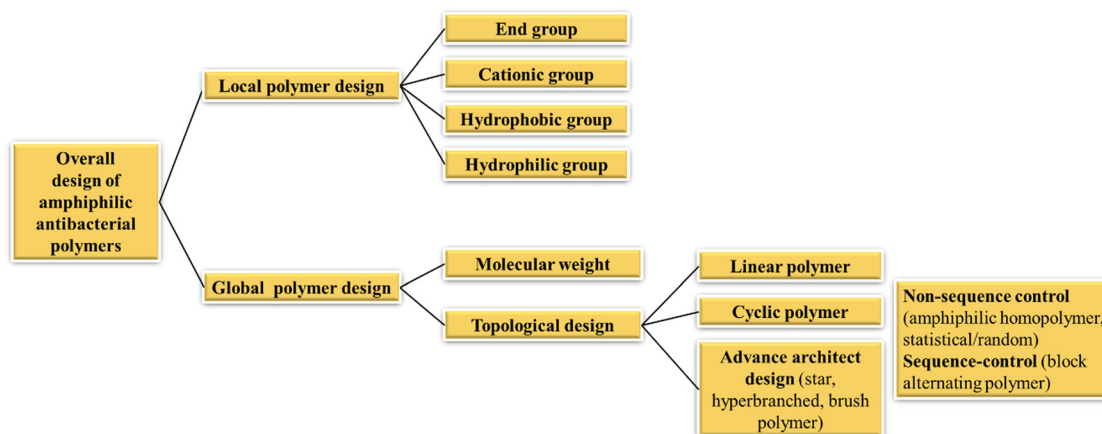 Overall
design of
amphiphilic
antibacterial
polymers
Local polymer design
End group
Cationic group
Hydrophobic group
Hydrophilic group
Global polymer design
Molecular weight
Topological design
Linear polymer
Cyclic polymer
Advance architect
design (star,
hyperbranched, brush
polymer)
Non-sequence control
(amphiphilic homopolymer,
statistical/random)
Sequence-control (block
alternating polymer)